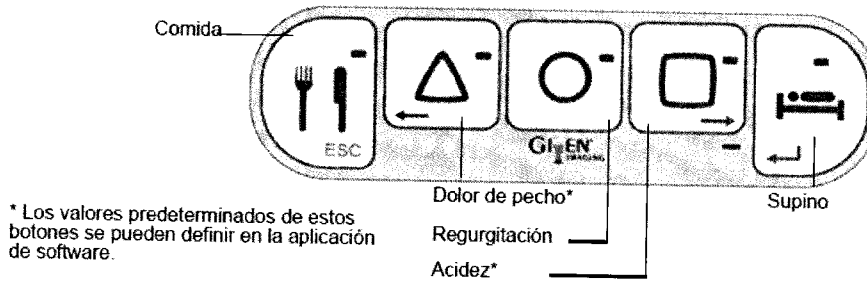 Comida
ESC
GIVEN
IMAGING
Dolor de pecho*
Supino
* Los valores predeterminados de estos
botones se pueden definir en la aplicación
de software.
Regurgitación
Acidez*